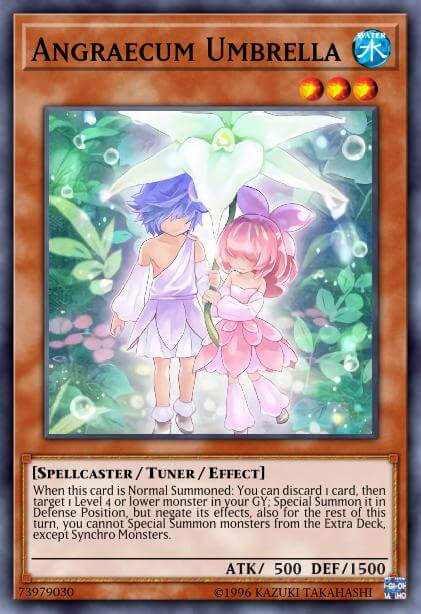 Angraecum Umbrella
WATER
水
[Spellcaster / Tuner / Effect]
When this card is Normal Summoned: You can discard 1 card, then
target 1 Level 4 or lower monster in your GY; Special Summon it in
Defense Position, but negate its effects, also for the rest of this
turn, you cannot Special Summon monsters from the Extra Deck,
except Synchro Monsters.
ATK/ 500 DEF/1500
73979030
©1996 KAZUKI TAKAHASHI